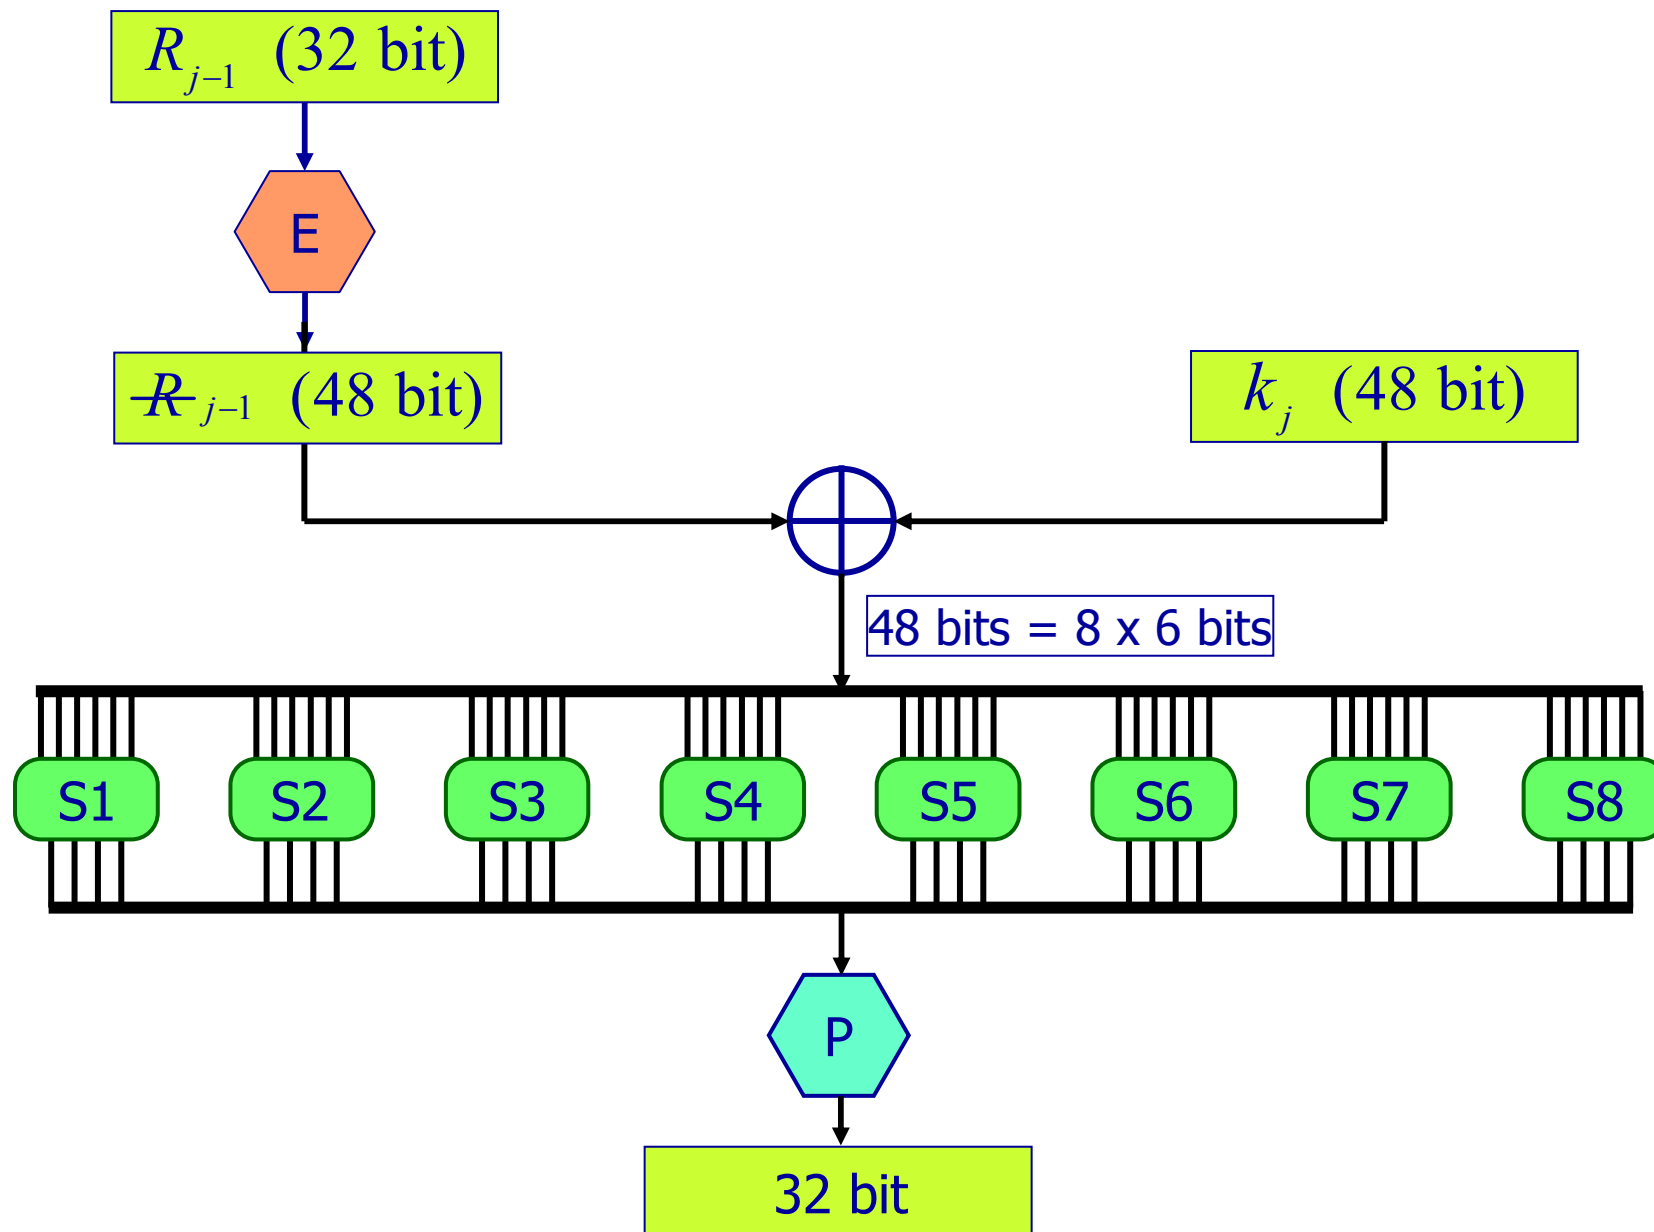 R j−1 (32 bit)
E
R j−1 (48 bit)
k j (48 bit)
48 bits = 8 x 6 bits
S1 S2 S3 S4 S5 S6 S7 S8
P
32 bit